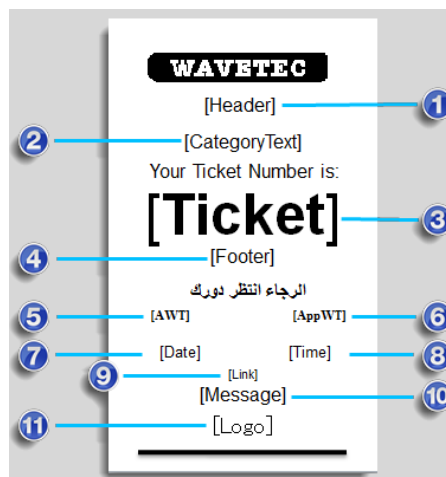 WAVETEC
[Header] 1
2 [CategoryText]
Your Ticket Number is:
[Ticket] 3
4 [Footer]
الرجاء انتظر دورك
5 [AWT] [AppWT] 6
7 [Date] [Time] 8
9 [Link]
[Message] 10
11 [Logo]